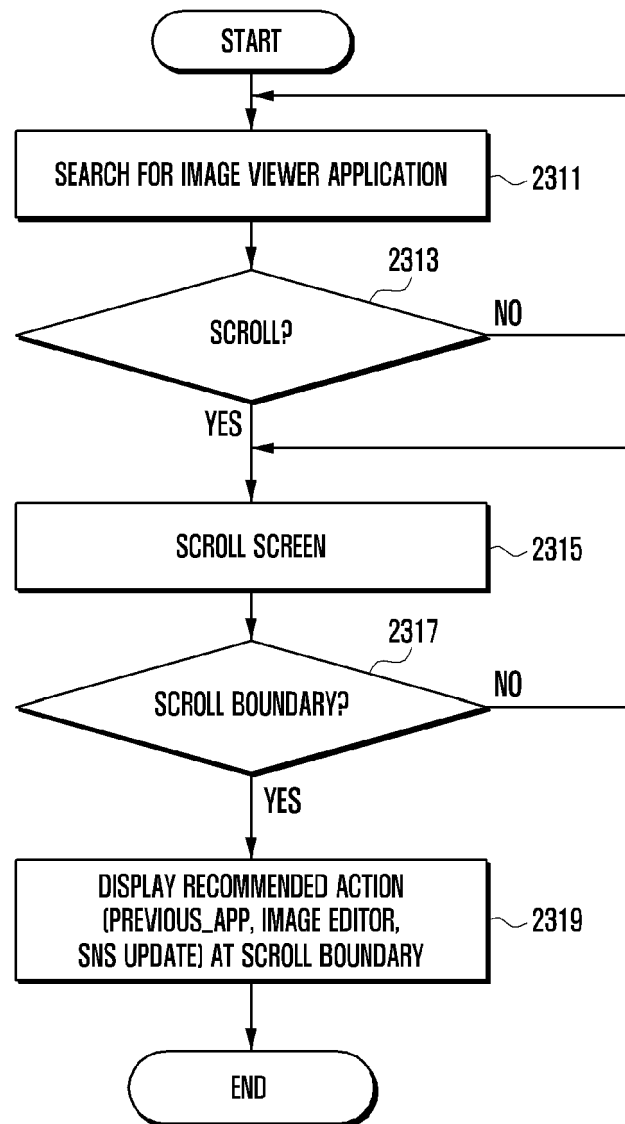 START
SEARCH FOR IMAGE VIEWER APPLICATION
2311
2313
SCROLL?
NO
YES
SCROLL SCREEN
2315
2317
SCROLL BOUNDARY?
NO
YES
DISPLAY RECOMMENDED ACTION
(PREVIOUS_APP, IMAGE EDITOR,
SNS UPDATE) AT SCROLL BOUNDARY
2319
END